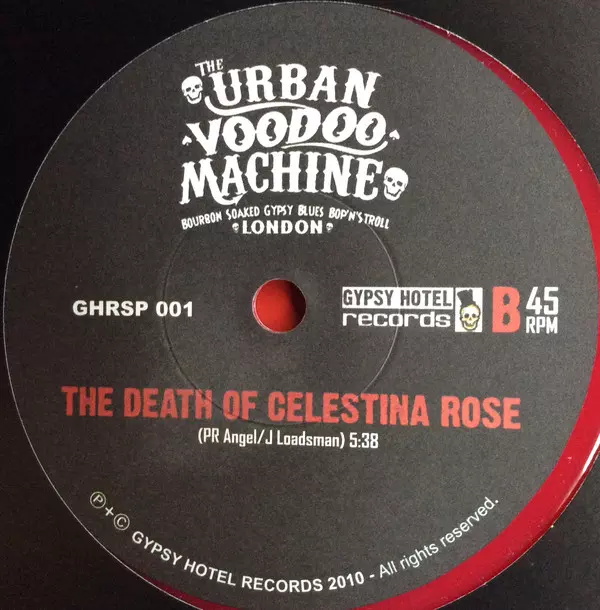 THE
URBAN
VOODOO
MACHINE
BOURBON SOAKED GYPSY BLUES BOP'N'STROLL
LONDON
GHRSP 001
GYPSY HOTEL
records
B
45
RPM
THE DEATH OF CELESTINA ROSE
(PR Angel/J Loadsman) 5:38
℗+© GYPSY HOTEL RECORDS 2010 - All rights reserved.